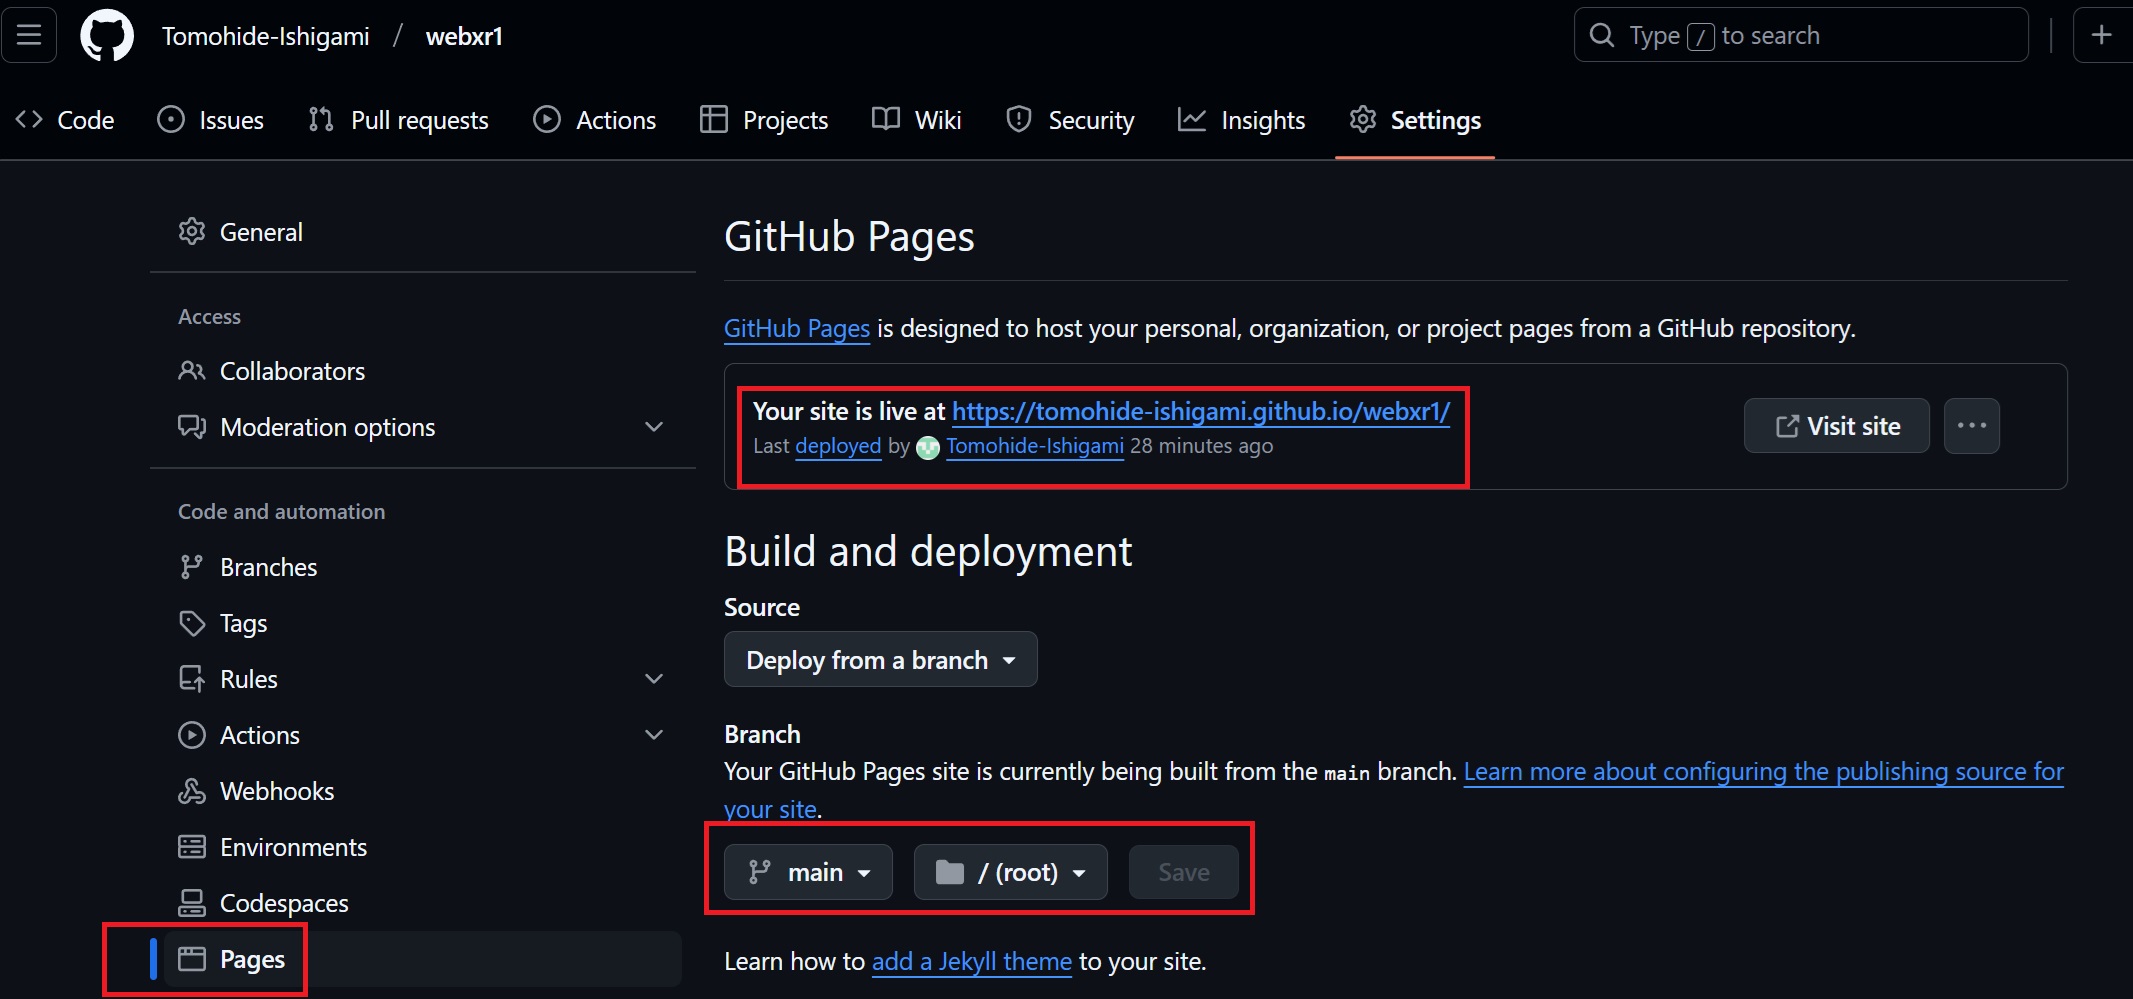 Tomohide-Ishigami / webxr1
Type / to search
Code Issues Pull requests Actions Projects Wiki Security Insights Settings
General
Access
Collaborators
Moderation options
Code and automation
Branches
Tags
Rules
Actions
Webhooks
Environments
Codespaces
Pages
GitHub Pages
GitHub Pages is designed to host your personal, organization, or project pages from a GitHub repository.
Your site is live at https://tomohide-ishigami.github.io/webxr1/
Last deployed by Tomohide-Ishigami 28 minutes ago
Visit site
Build and deployment
Source
Deploy from a branch
Branch
Your GitHub Pages site is currently being built from the main branch. Learn more about configuring the publishing source for
your site.
main / (root) Save
Learn how to add a Jekyll theme to your site.